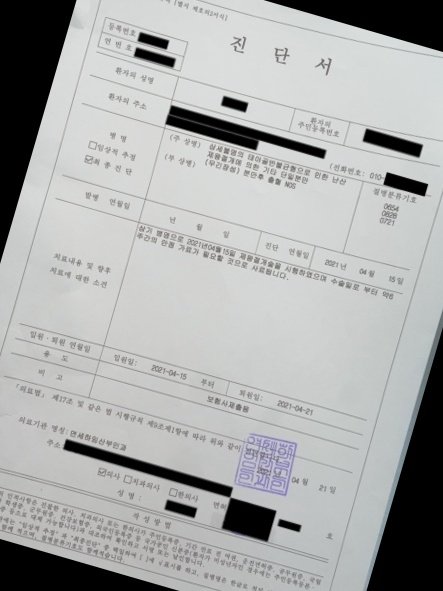 [별지 제5호의2서식]
진 단 서
등록번호
연 번 호
환자의 성명
환자의 주민등록번호
환자의 주소
(전화번호: 010-
병 명
□임상적 추정
☑최 종 진 단
(주 상병) 상세불명의 태아골반불균형으로 인한 난산
제왕절개에 의한 기타 단일분만
(부 상병) (무긴장성) 분만후 출혈 NOS
질병분류기호
O654
O828
O721
발병 연월일
년 월 일
진단 연월일
2021년 04월 15일
치료내용 및 향후
치료에 대한 소견
상기 병명으로 2021년04월15일 제왕절개술을 시행하였으며 수술일로 부터 약6
주간의 안정 가료가 필요할 것으로 사료됩니다.
입원·퇴원 연월일
입원일: 2021-04-15 부터
퇴원일: 2021-04-21
용 도
보험사제출용
비 고
「의료법」 제17조 및 같은 법 시행규칙 제9조제1항에 따라 위와 같이
04 월 21 일
의료기관 명칭: 연세하임산부인과
주소:
☑의사 □치과의사 □한의사 면허
성 명 :
호
작 성 방 법